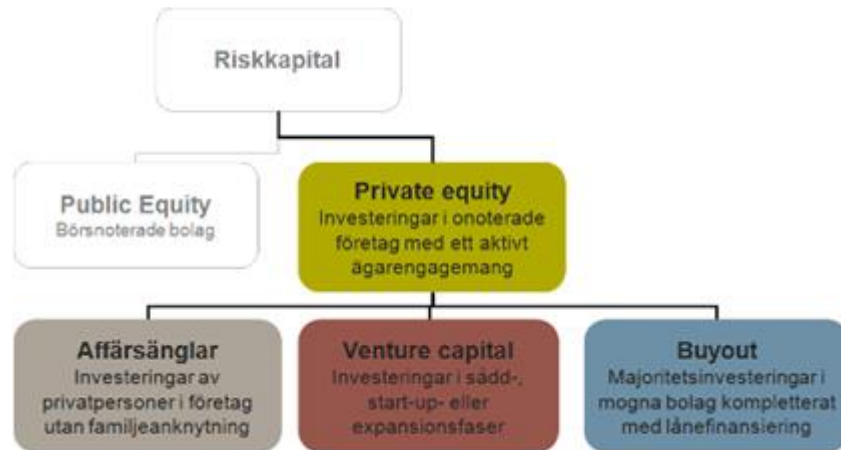 Riskkapital
Public Equity
Börsnoterade bolag
Private equity
Investeringar i onoterade
företag med ett aktivt
ägarengagemang
Affärsänglar
Investeringar av
privatpersoner i företag
utan familjeanknytning
Venture capital
Investeringar i sådd-,
start-up- eller
expansionsfaser
Buyout
Majoritetsinvesteringar i
mogna bolag kompletterat
med lånefinansiering